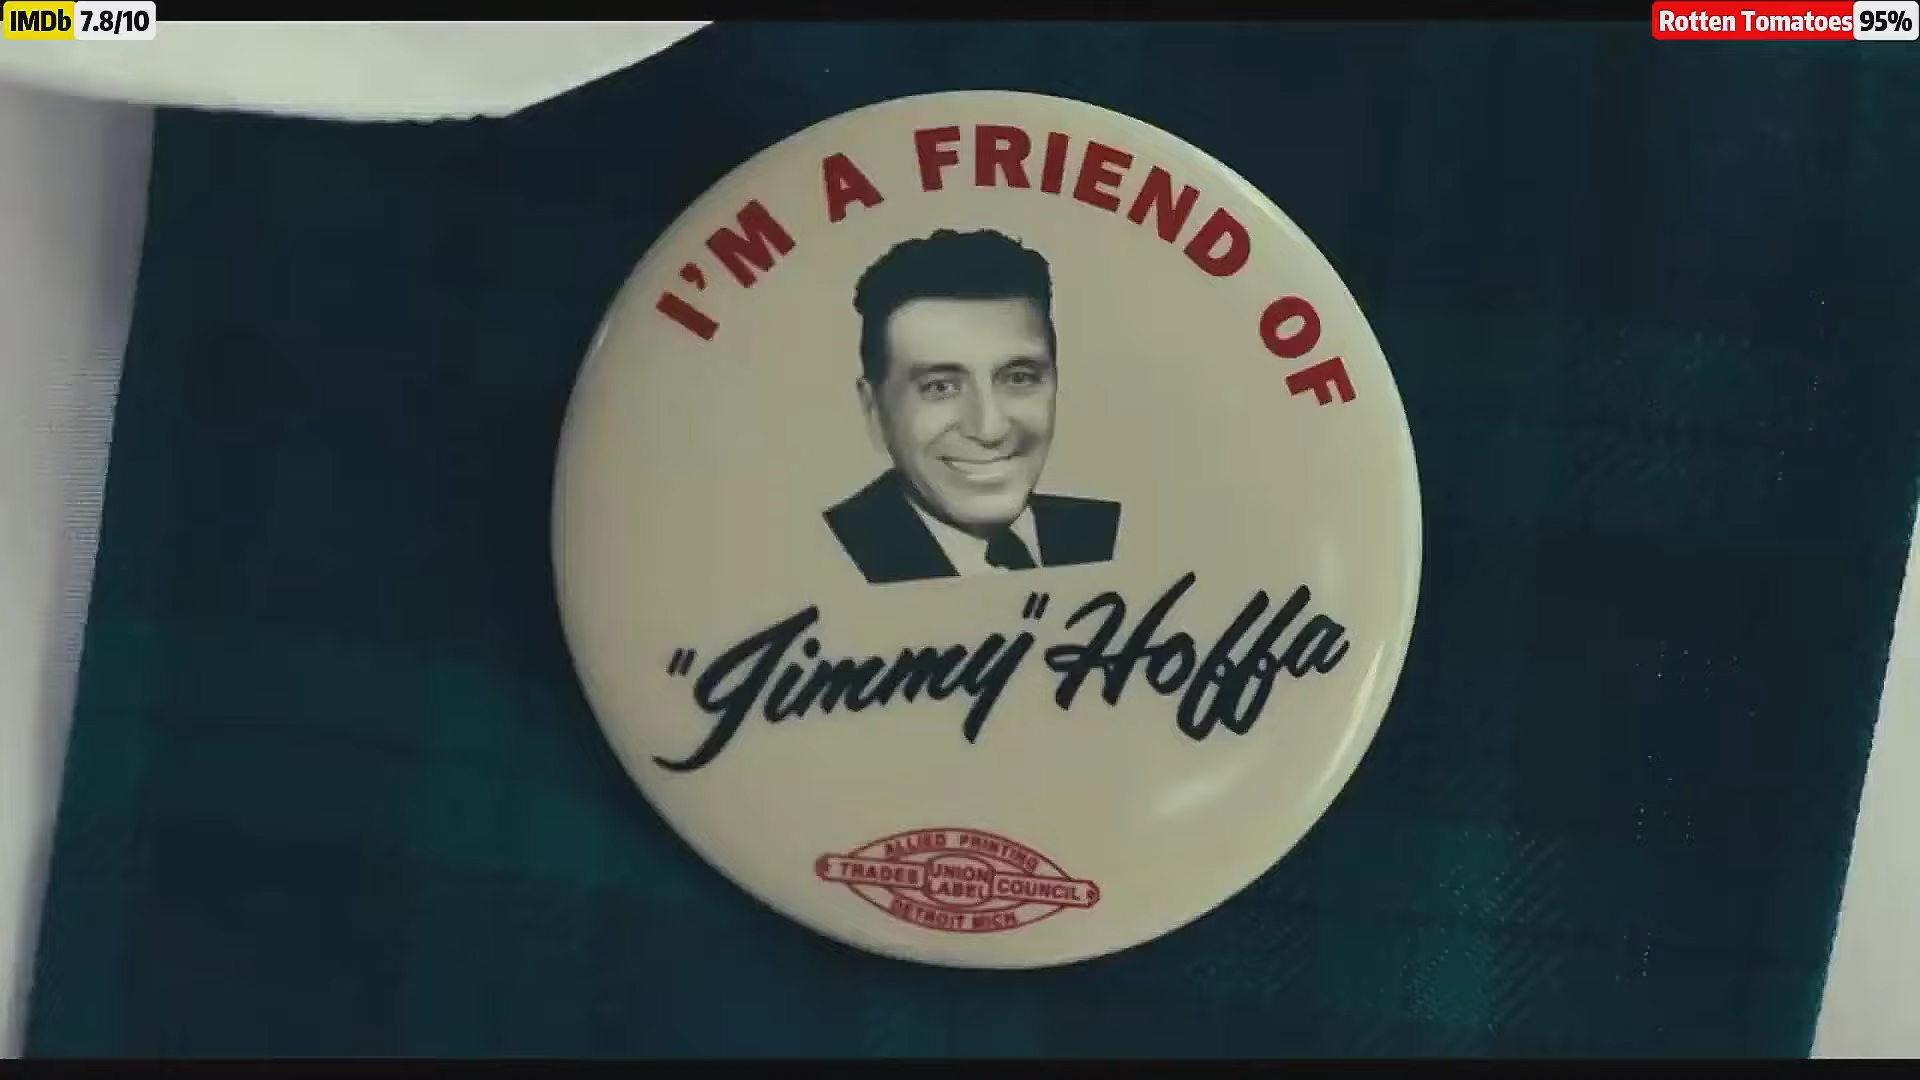 IMDb 7.8/10
Rotten Tomatoes 95%
I'M A FRIEND OF
"Jimmy" Hoffa
ALLIED PRINTING
TRADES UNION LABEL COUNCIL
DETROIT MICH